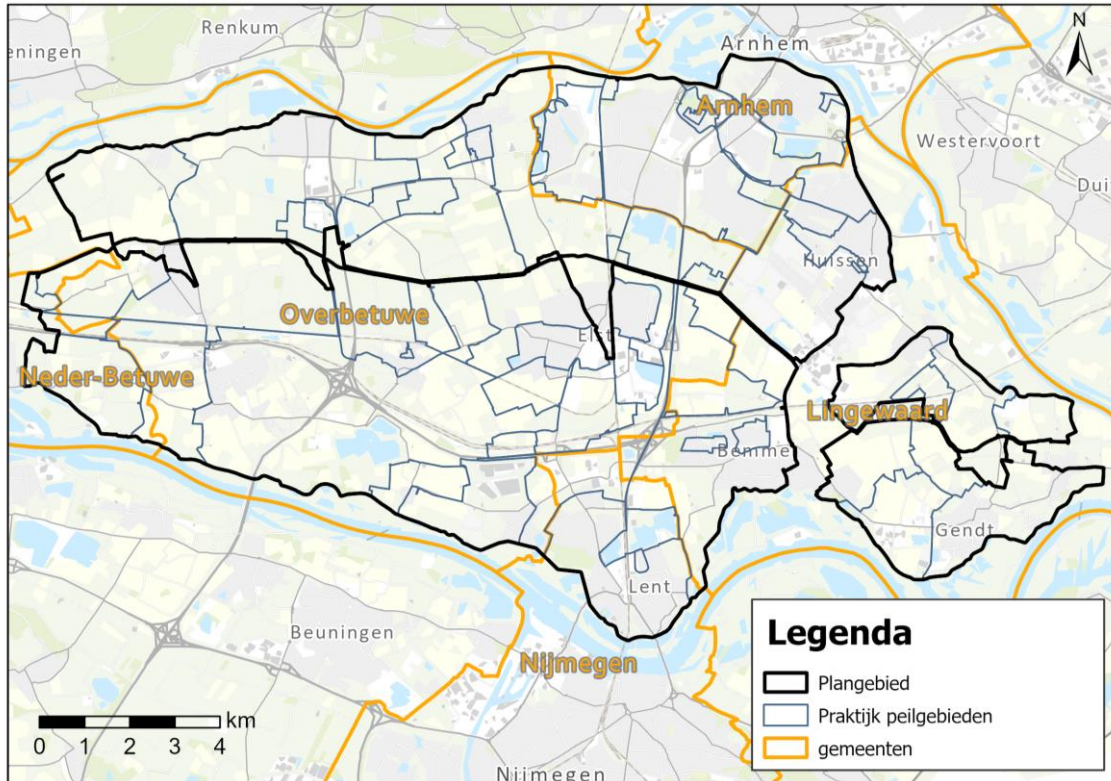 Renkum
eningen
Arnhem
N
Arnhem
Westervoort
Dui
Huissen
Overbetuwe
Elst
Neder-Betuwe
Lingewaard
Bemme
Gendt
Lent
Beuningen
Nijmegen
Nijmegen
Legenda
Plangebied
Praktijk peilgebieden
gemeenten
km
0 1 2 3 4